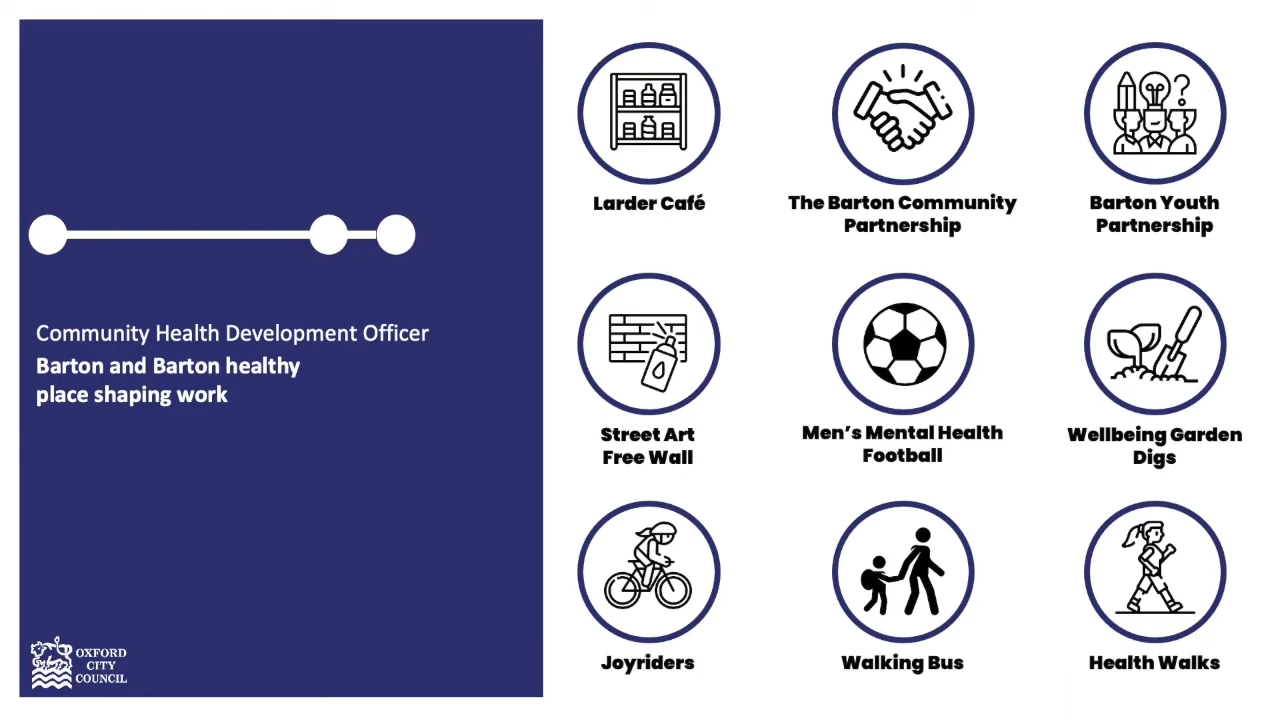 Community Health Development Officer
Barton and Barton healthy
place shaping work
OXFORD
CITY
COUNCIL
Larder Café
The Barton Community
Partnership
Barton Youth
Partnership
?
Street Art
Free Wall
Men's Mental Health
Football
Wellbeing Garden
Digs
Joyriders
Walking Bus
Health Walks